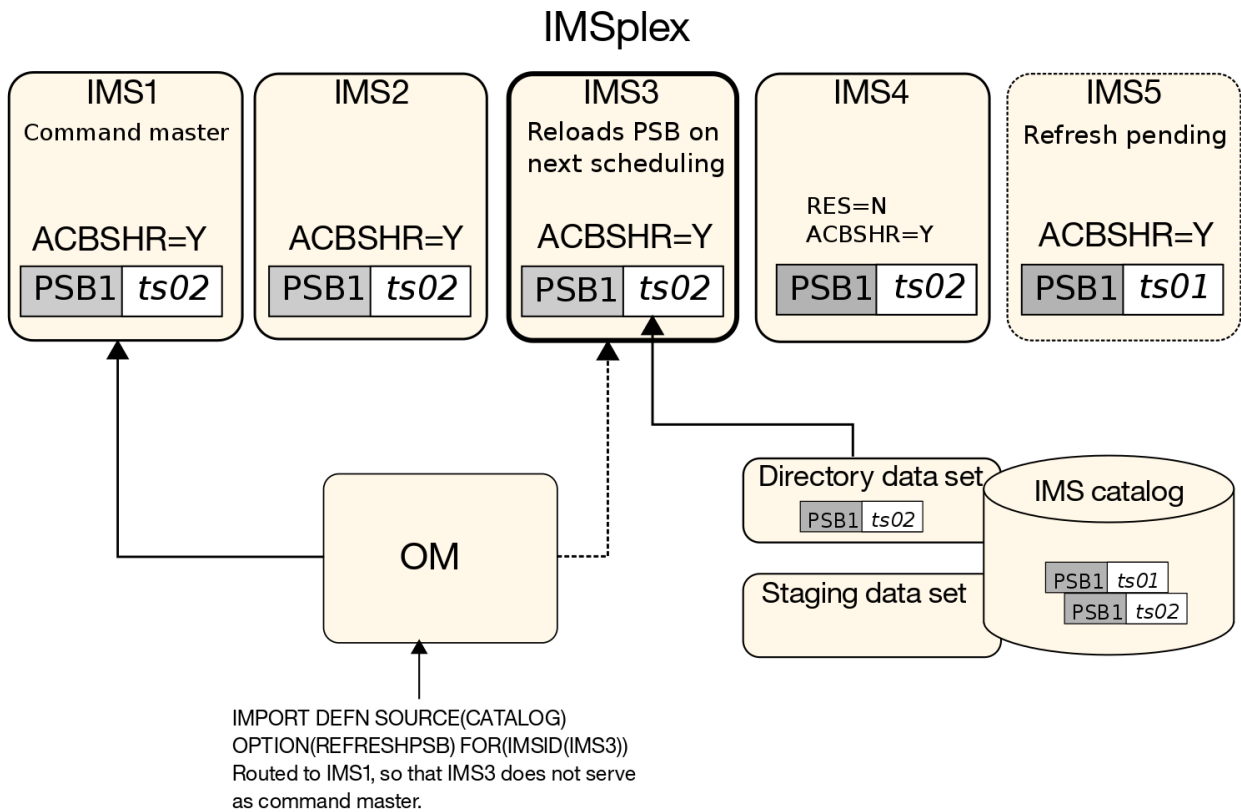 IMSplex
IMS1
Command master
ACBSHR=Y
PSB1 ts02
IMS2
ACBSHR=Y
PSB1 ts02
IMS3
Reloads PSB on
next scheduling
ACBSHR=Y
PSB1 ts02
IMS4
RES=N
ACBSHR=Y
PSB1 ts02
IMS5
Refresh pending
ACBSHR=Y
PSB1 ts01
OM
Directory data set
PSB1 ts02
Staging data set
IMS catalog
PSB1 ts01
PSB1 ts02
IMPORT DEFN SOURCE(CATALOG)
OPTION(REFRESHPSB) FOR(IMSID(IMS3))
Routed to IMS1, so that IMS3 does not serve
as command master.